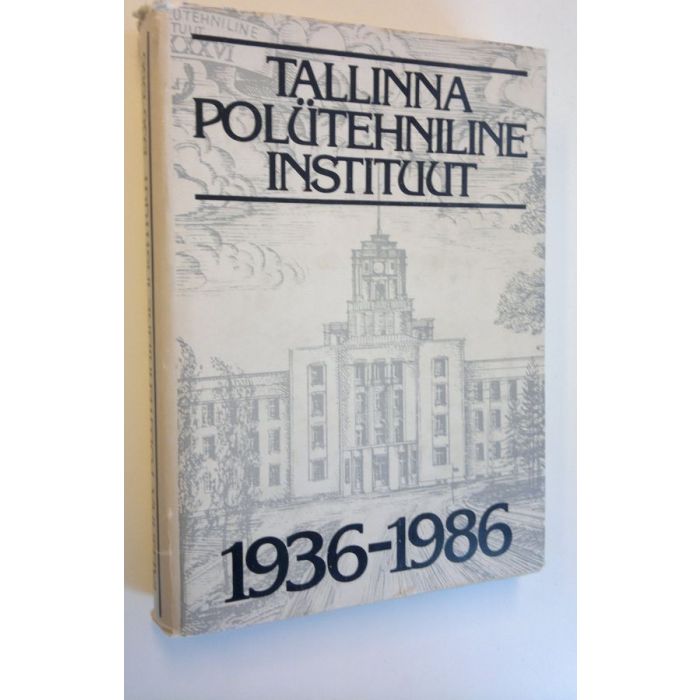 TALLINNA
POLÜTEHNILINE
INSTITUUT
1936-1986